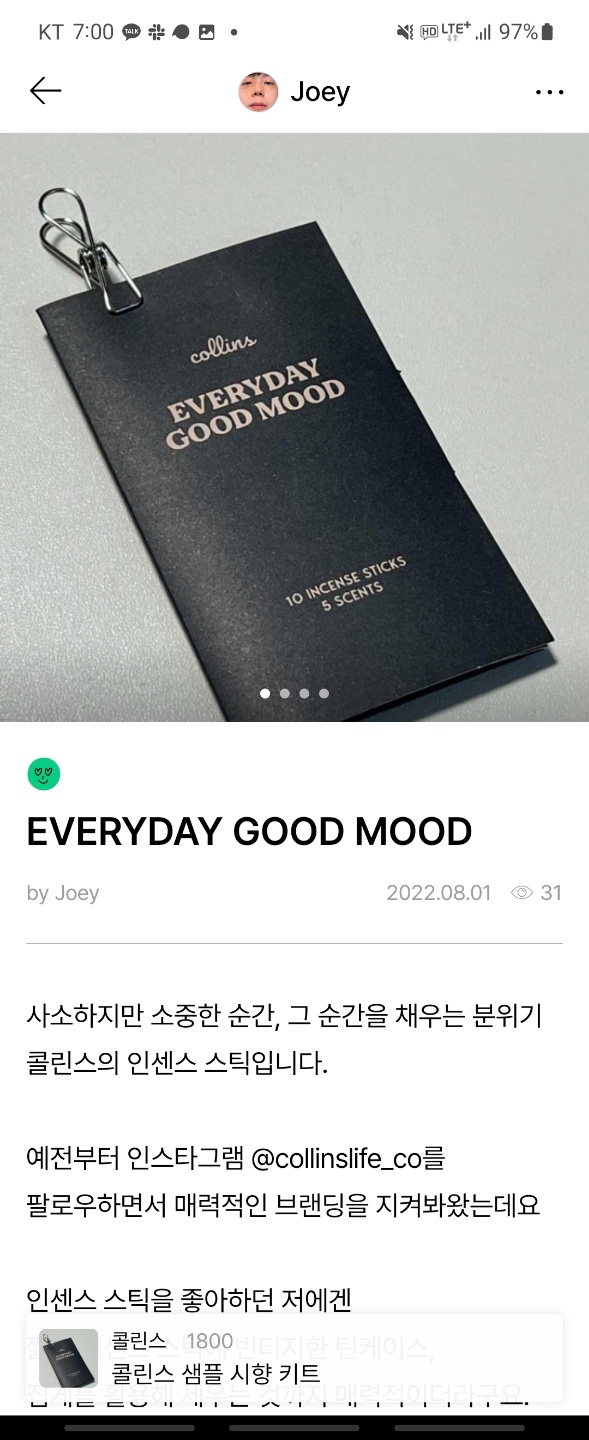 KT 7:00 TALK HD LTE+ 97%
Joey
collins
EVERYDAY
GOOD MOOD
10 INCENSE STICKS
5 SCENTS
EVERYDAY GOOD MOOD
by Joey 2022.08.01 31
사소하지만 소중한 순간, 그 순간을 채우는 분위기
콜린스의 인센스 스틱입니다.
예전부터 인스타그램 @collinslife_co를
팔로우하면서 매력적인 브랜딩을 지켜봐왔는데요
인센스 스틱을 좋아하던 저에겐
스틱에 빈티지한 틴케이스,
콜린스 1800
콜린스 샘플 시향 키트
집게를 활용해 세우는 것까지 매력적이더라구요.